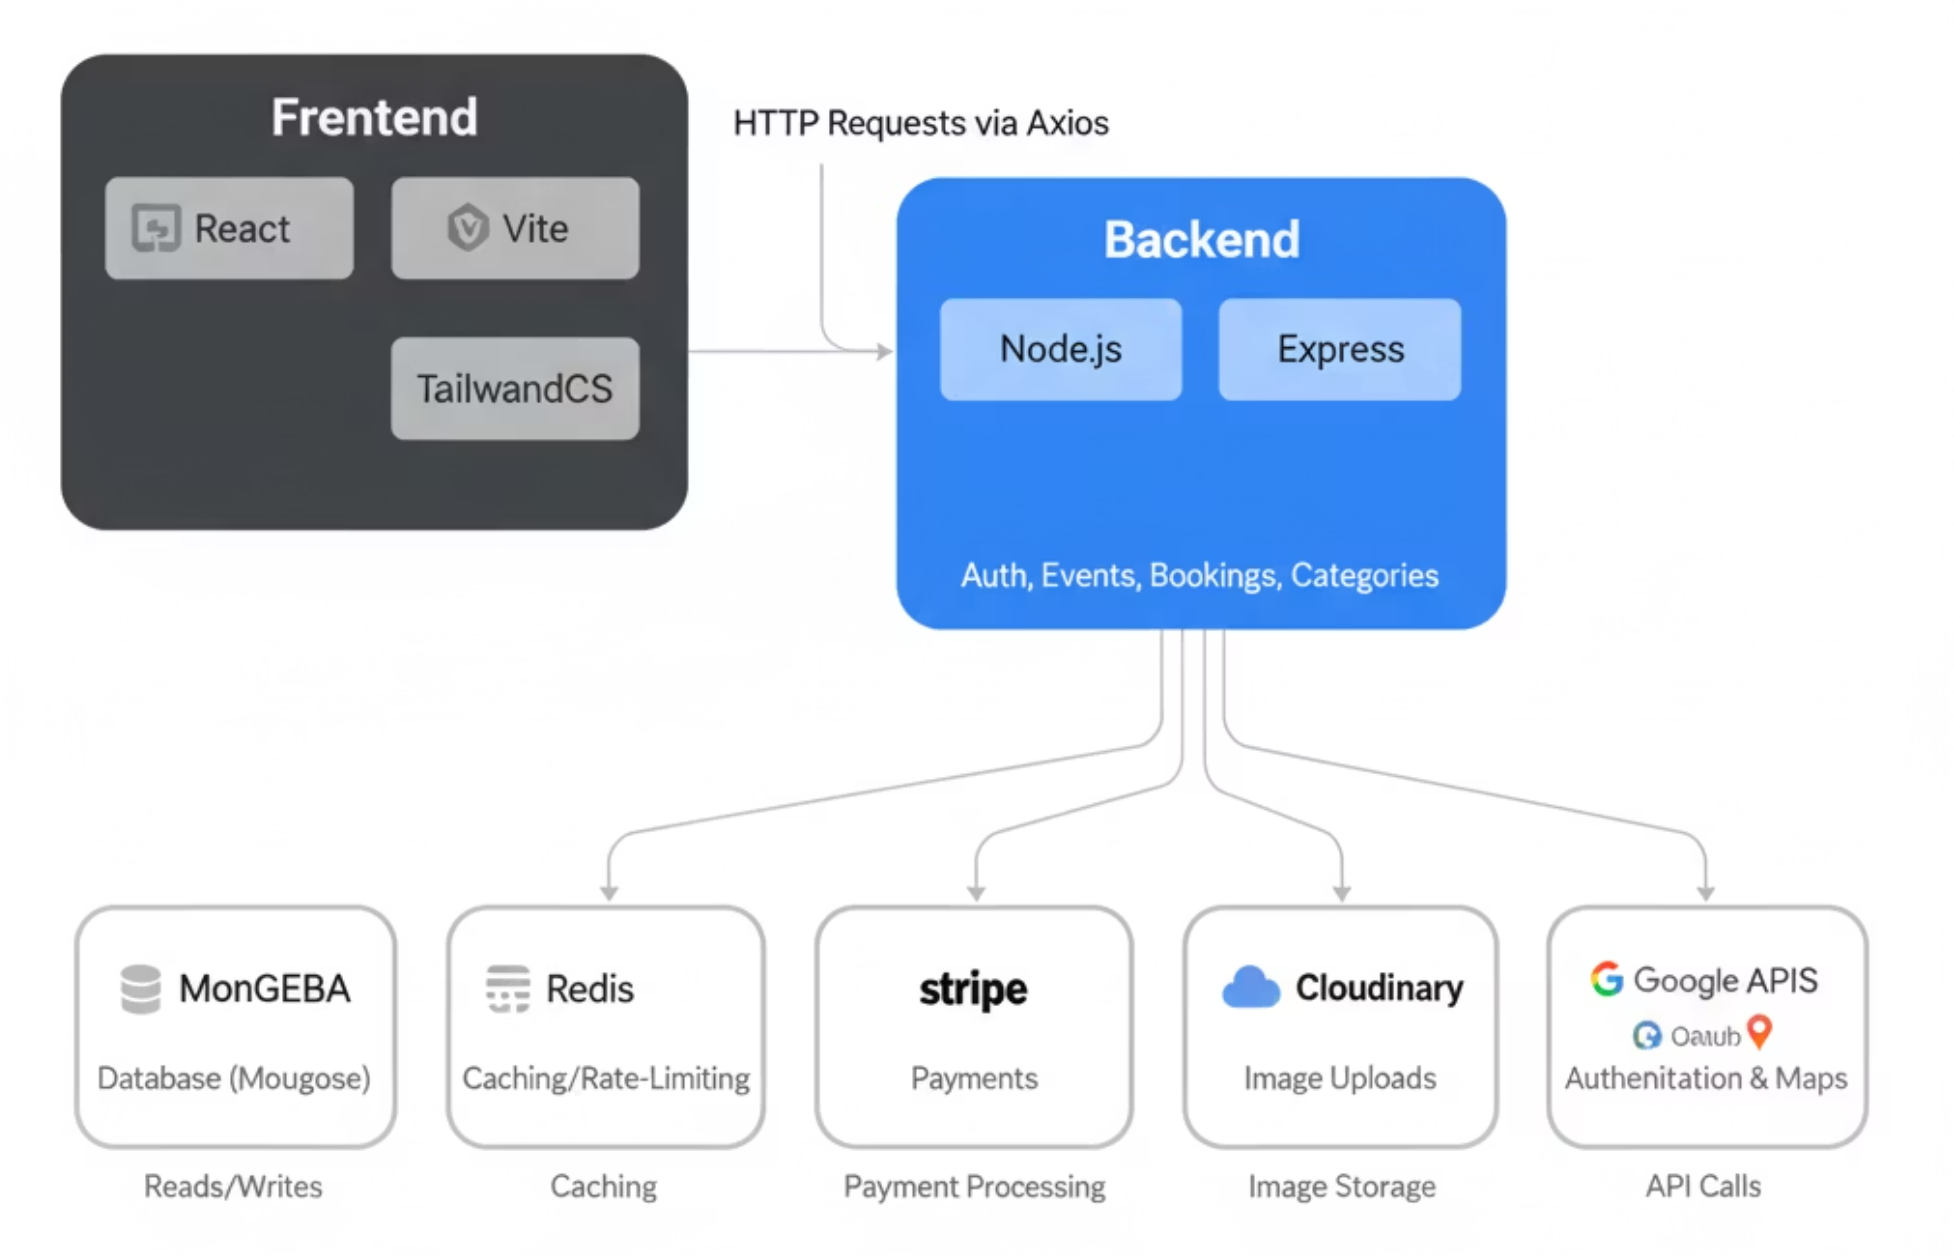 Frentend
React
Vite
TailwandCS
HTTP Requests via Axios
Backend
Node.js
Express
Auth, Events, Bookings, Categories
MonGEBA
Database (Mougose)
Reads/Writes
Redis
Caching/Rate-Limiting
Caching
stripe
Payments
Payment Processing
Cloudinary
Image Uploads
Image Storage
Google APIS
Authenitation & Maps
API Calls